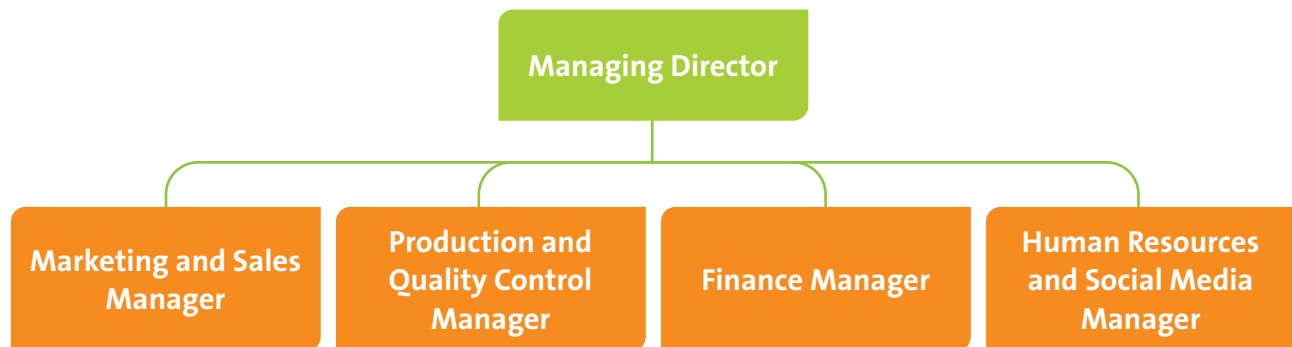 Managing Director
Marketing and Sales
Manager
Production and
Quality Control
Manager
Finance Manager
Human Resources
and Social Media
Manager